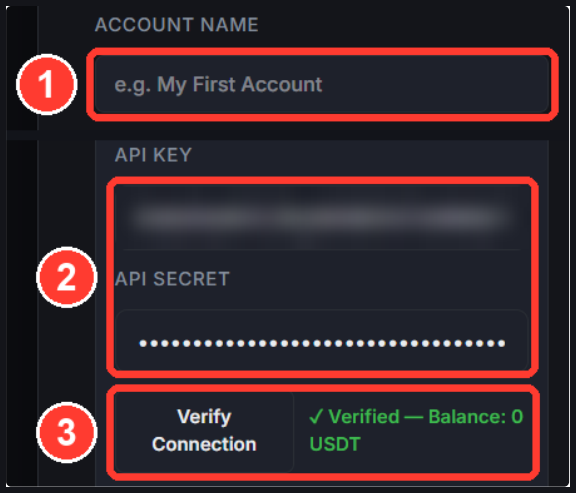 ACCOUNT NAME
1
e.g. My First Account
API KEY
2
API SECRET
••••••••••••••••••••••••••••••••••
3
Verify
Connection
✓ Verified — Balance: 0
USDT